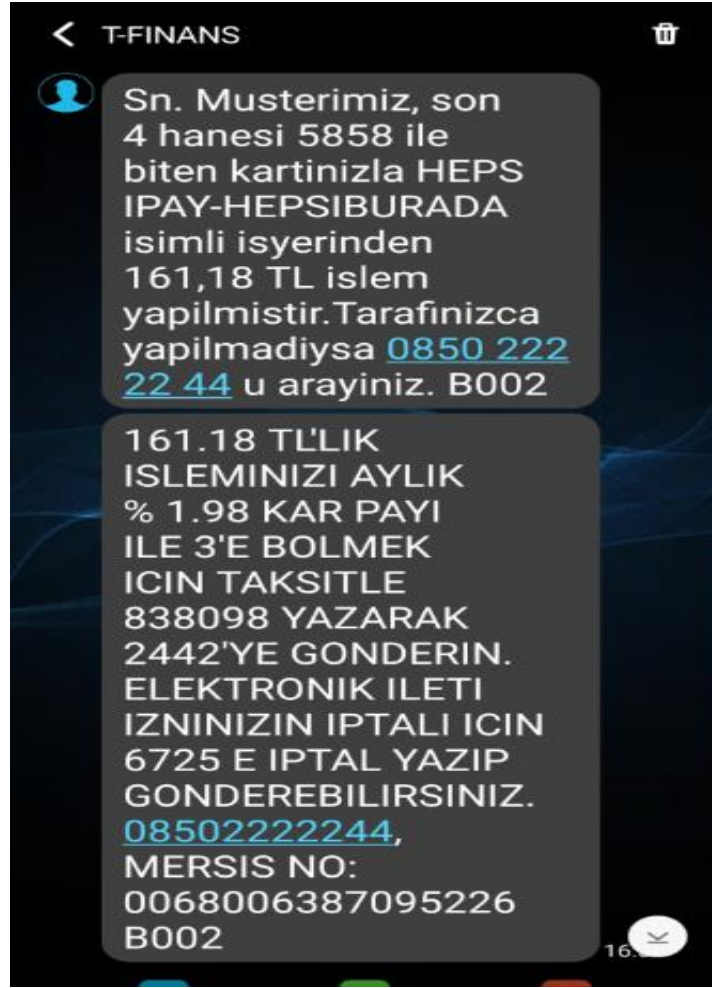 T-FINANS
Sn. Musterimiz, son
4 hanesi 5858 ile
biten kartinizla HEPS
IPAY-HEPSIBURADA
isimli isyerinden
161,18 TL islem
yapilmistir.Tarafinizca
yapilmadiysa 0850 222
22 44 u arayiniz. B002
161.18 TL'LIK
ISLEMINIZI AYLIK
% 1.98 KAR PAYI
ILE 3'E BOLMEK
ICIN TAKSITLE
838098 YAZARAK
2442'YE GONDERIN.
ELEKTRONIK ILETI
IZNINIZIN IPTALI ICIN
6725 E IPTAL YAZIP
GONDEREBILIRSINIZ.
08502222244,
MERSIS NO:
0068006387095226
B002